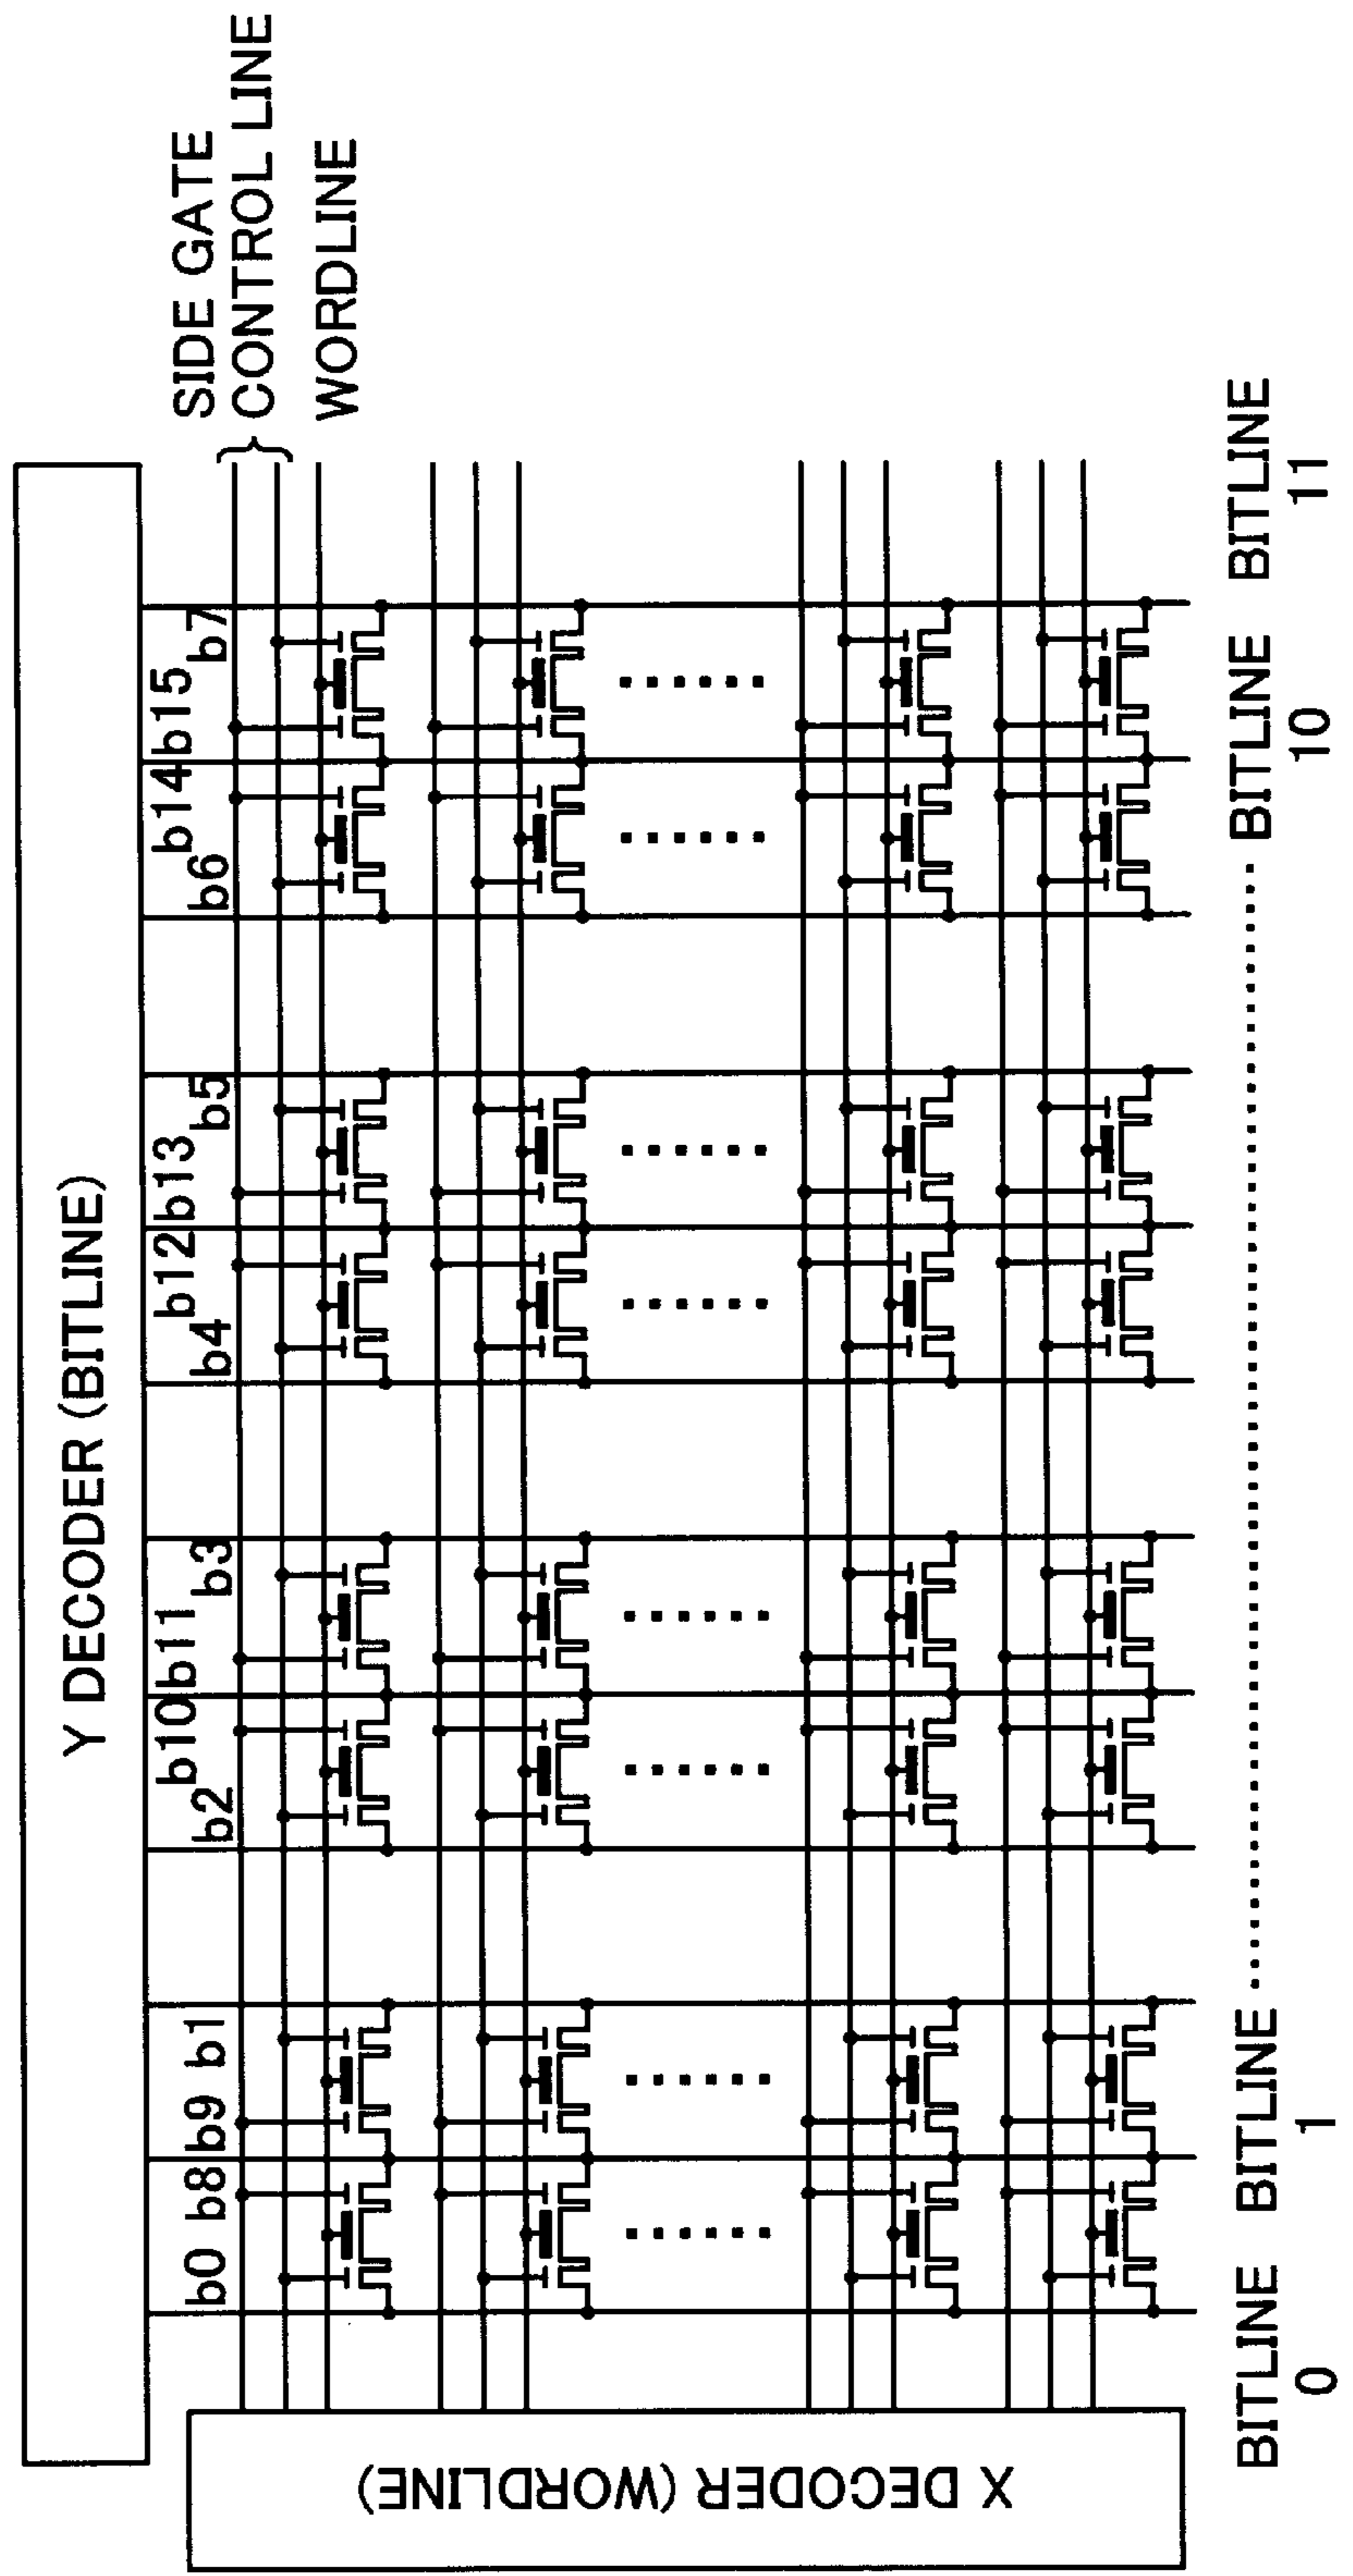 Y DECODER (BITLINE)
SIDE GATE
CONTROL LINE
WORDLINE
b0 b8 b9 b1 b2 b10 b11 b3 b4 b12 b13 b5 b6 b14 b15 b7
X DECODER (WORDLINE)
BITLINE BITLINE BITLINE BITLINE
0 1 10 11